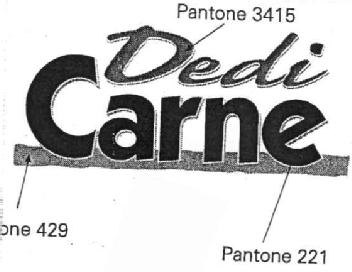 Pantone 3415
Dedi
Carne
one 429
Pantone 221